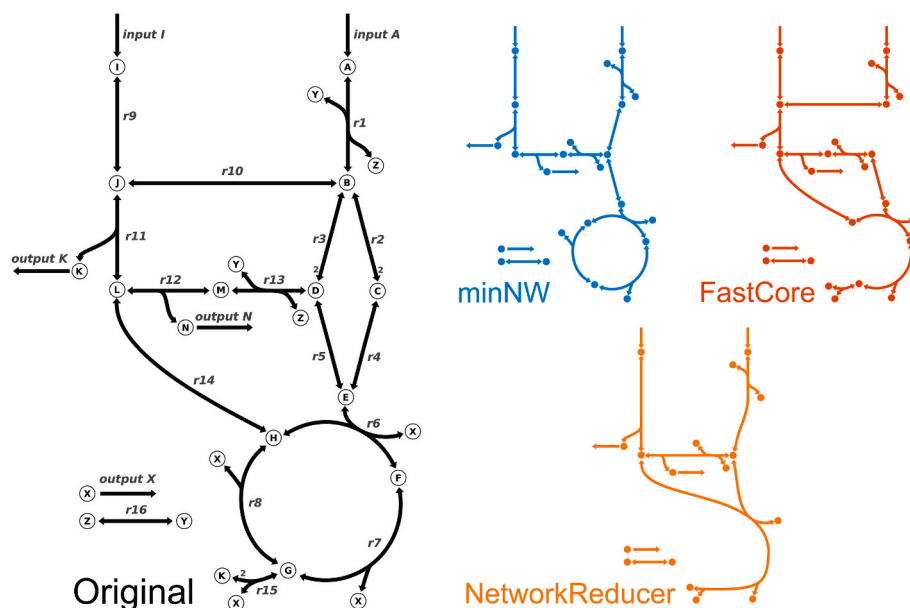 input I
input A
I
A
Y
r9
r1
Z
r10
J
B
r11
r3
r2
output K
K
2
2
r12
Y
r13
L
M
D
C
Z
N
output N
r5
r4
r14
E
r6
H
X
X
F
output X
X
r8
r16
Z
Y
r7
G
K
2
r15
X
X
Original
minNW
FastCore
NetworkReducer